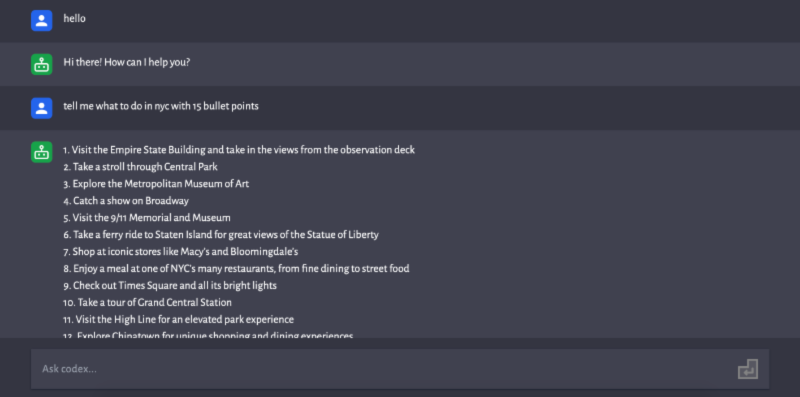 hello
Hi there! How can I help you?
tell me what to do in nyc with 15 bullet points
1. Visit the Empire State Building and take in the views from the observation deck
2. Take a stroll through Central Park
3. Explore the Metropolitan Museum of Art
4. Catch a show on Broadway
5. Visit the 9/11 Memorial and Museum
6. Take a ferry ride to Staten Island for great views of the Statue of Liberty
7. Shop at iconic stores like Macy's and Bloomingdale's
8. Enjoy a meal at one of NYC's many restaurants, from fine dining to street food
9. Check out Times Square and all its bright lights
10. Take a tour of Grand Central Station
11. Visit the High Line for an elevated park experience
12. Explore Chinatown for unique shopping and dining experiences
Ask codex...